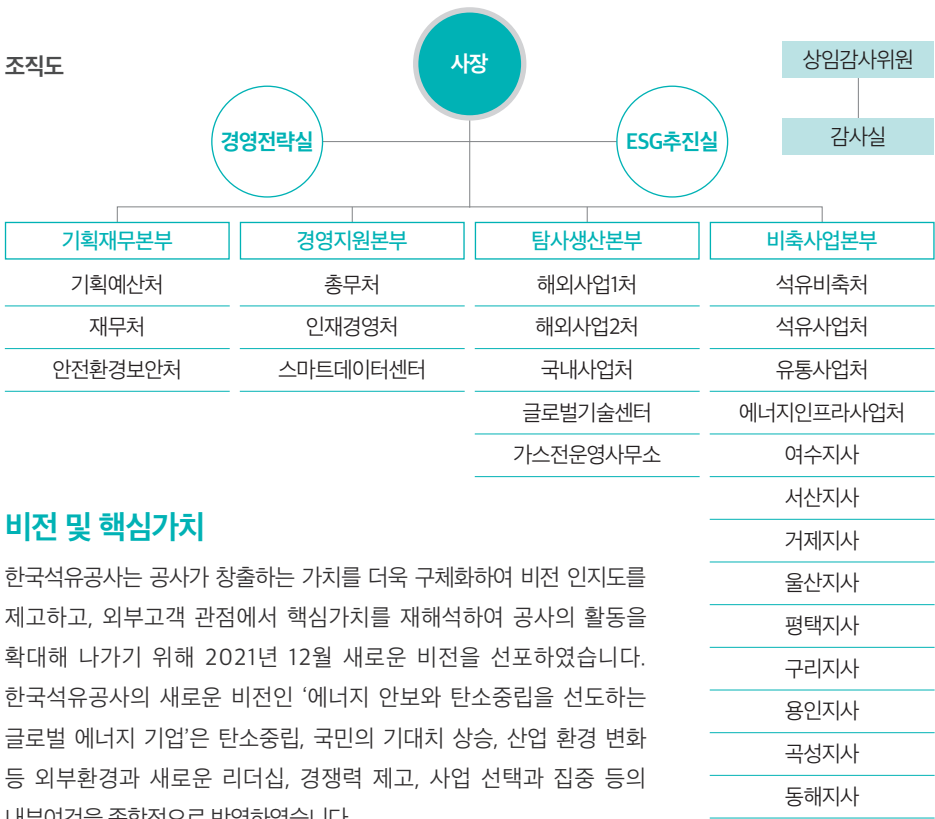 조직도
사장
상임감사위원
감사실
경영전략실
ESG추진실
기획재무본부
기획예산처
재무처
안전환경보안처
경영지원본부
총무처
인재경영처
스마트데이터센터
탐사생산본부
해외사업1처
해외사업2처
국내사업처
글로벌기술센터
가스전운영사무소
비축사업본부
석유비축처
석유사업처
유통사업처
에너지인프라사업처
여수지사
서산지사
거제지사
울산지사
평택지사
구리지사
용인지사
곡성지사
동해지사
비전 및 핵심가치
한국석유공사는 공사가 창출하는 가치를 더욱 구체화하여 비전 인지도를
제고하고, 외부고객 관점에서 핵심가치를 재해석하여 공사의 활동을
확대해 나가기 위해 2021년 12월 새로운 비전을 선포하였습니다.
한국석유공사의 새로운 비전인 ‘에너지 안보와 탄소중립을 선도하는
글로벌 에너지 기업’은 탄소중립, 국민의 기대치 상승, 산업 환경 변화
등 외부환경과 새로운 리더십, 경쟁력 제고, 사업 선택과 집중 등의
내부여건을 종합적으로 반영하였습니다.